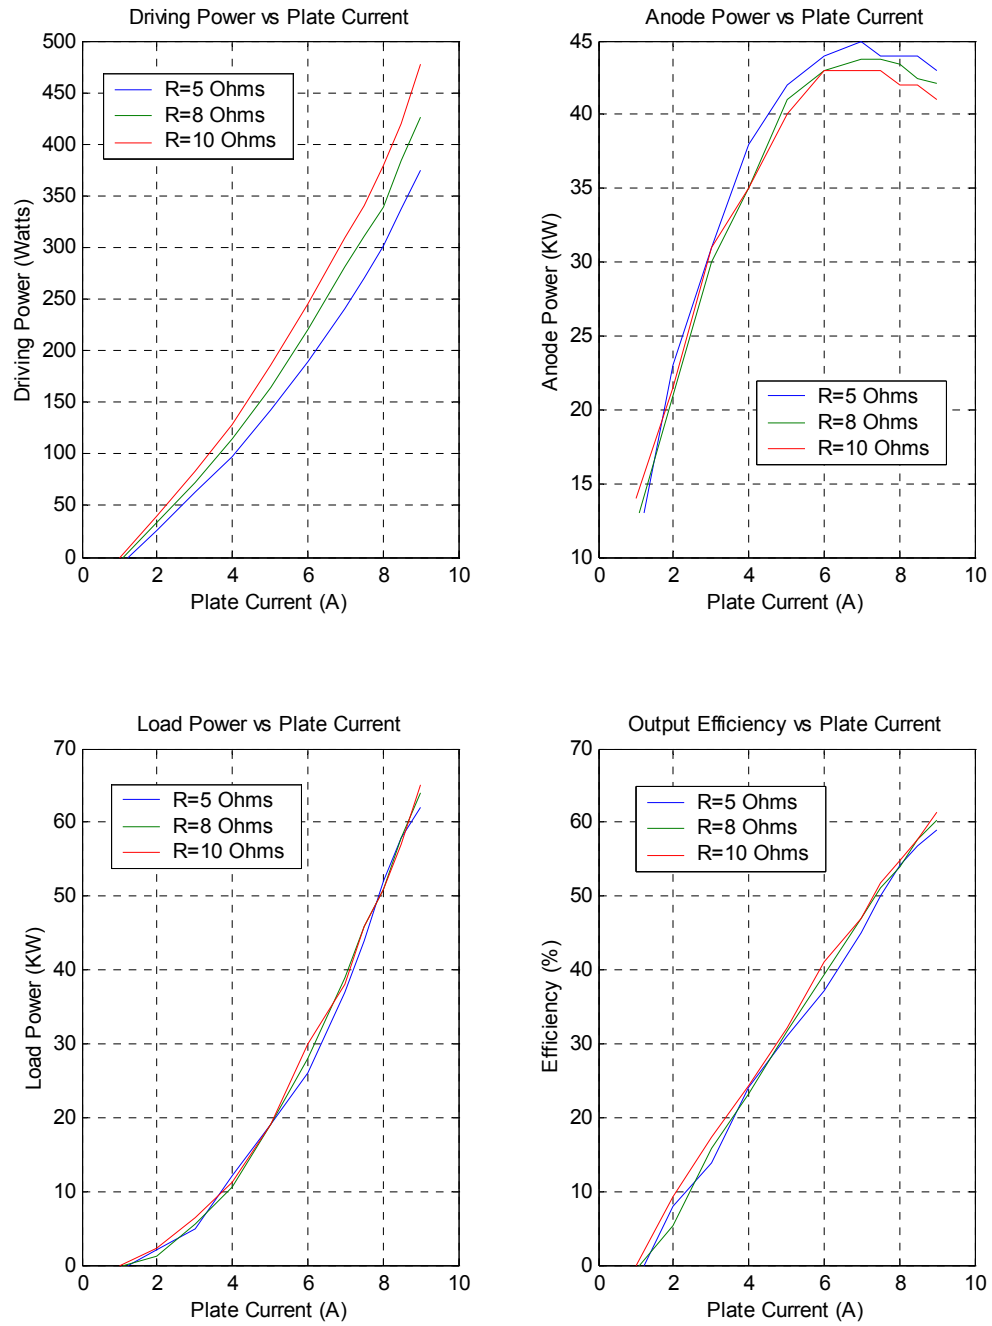 Driving Power vs Plate Current
500
450
400
350
300
250
200
150
100
50
0
Driving Power (Watts)
R=5 Ohms
R=8 Ohms
R=10 Ohms
0 2 4 6 8 10
Plate Current (A)
Anode Power vs Plate Current
45
40
35
30
25
20
15
10
Anode Power (KW)
R=5 Ohms
R=8 Ohms
R=10 Ohms
0 2 4 6 8 10
Plate Current (A)
Load Power vs Plate Current
70
60
50
40
30
20
10
0
Load Power (KW)
R=5 Ohms
R=8 Ohms
R=10 Ohms
0 2 4 6 8 10
Plate Current (A)
Output Efficiency vs Plate Current
70
60
50
40
30
20
10
0
Efficiency (%)
R=5 Ohms
R=8 Ohms
R=10 Ohms
0 2 4 6 8 10
Plate Current (A)